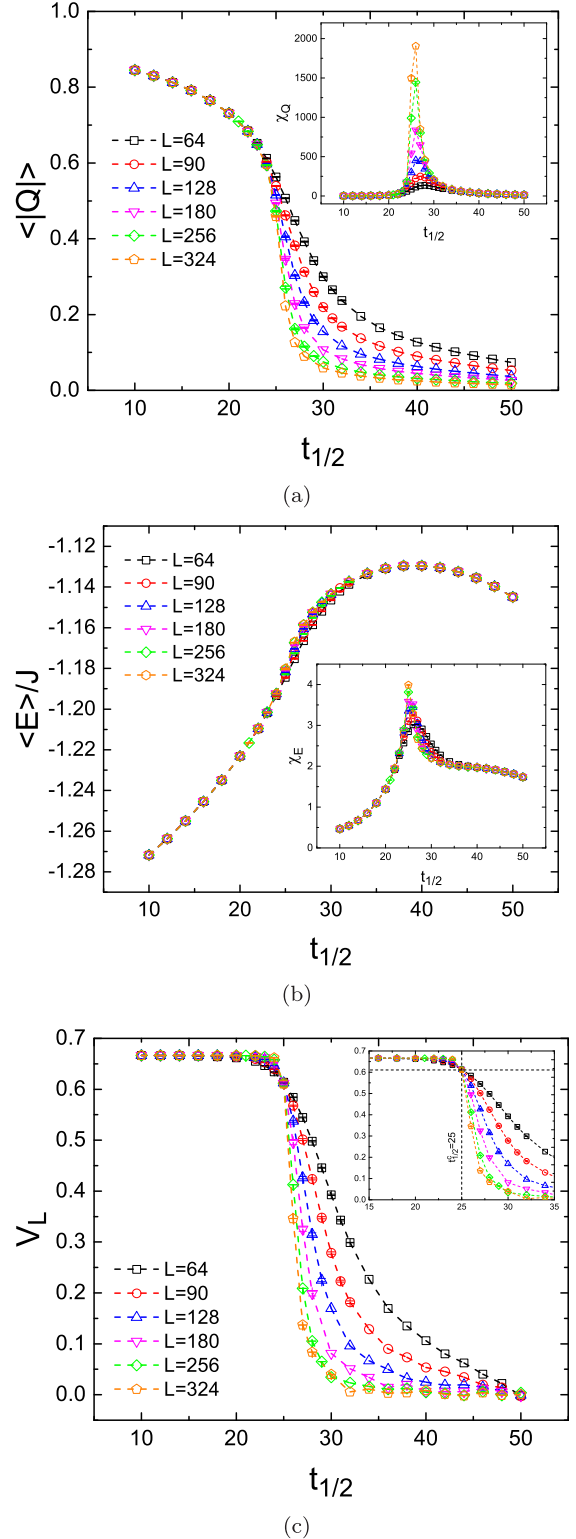 <|Q|>
0.0
0.2
0.4
0.6
0.8
1.0
10 20 30 40 50
t1/2
L=64
L=90
L=128
L=180
L=256
L=324
χQ
0
250
500
750
1000
1500
2000
10 20 30 40 50
t1/2
(a)
<E>/J
-1.12
-1.14
-1.16
-1.18
-1.20
-1.22
-1.24
-1.26
-1.28
10 20 30 40 50
t1/2
L=64
L=90
L=128
L=180
L=256
L=324
χE
0
1
2
3
4
5
10 20 30 40 50
t1/2
(b)
VL
0.7
0.6
0.5
0.4
0.3
0.2
0.1
0.0
10 20 30 40 50
t1/2
L=64
L=90
L=128
L=180
L=256
L=324
0.7
0.6
0.5
0.4
0.3
0.2
0.1
0.0
15 20 25 30 35
tc1/2=25
(c)